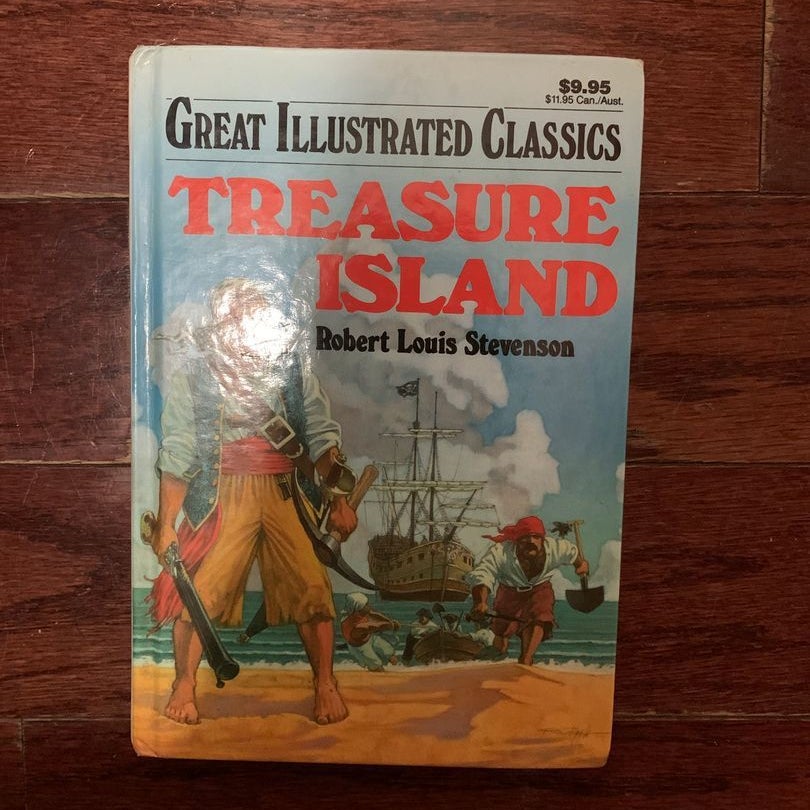 $9.95
$11.95 Can./Aust.
GREAT ILLUSTRATED CLASSICS
TREASURE
ISLAND
Robert Louis Stevenson